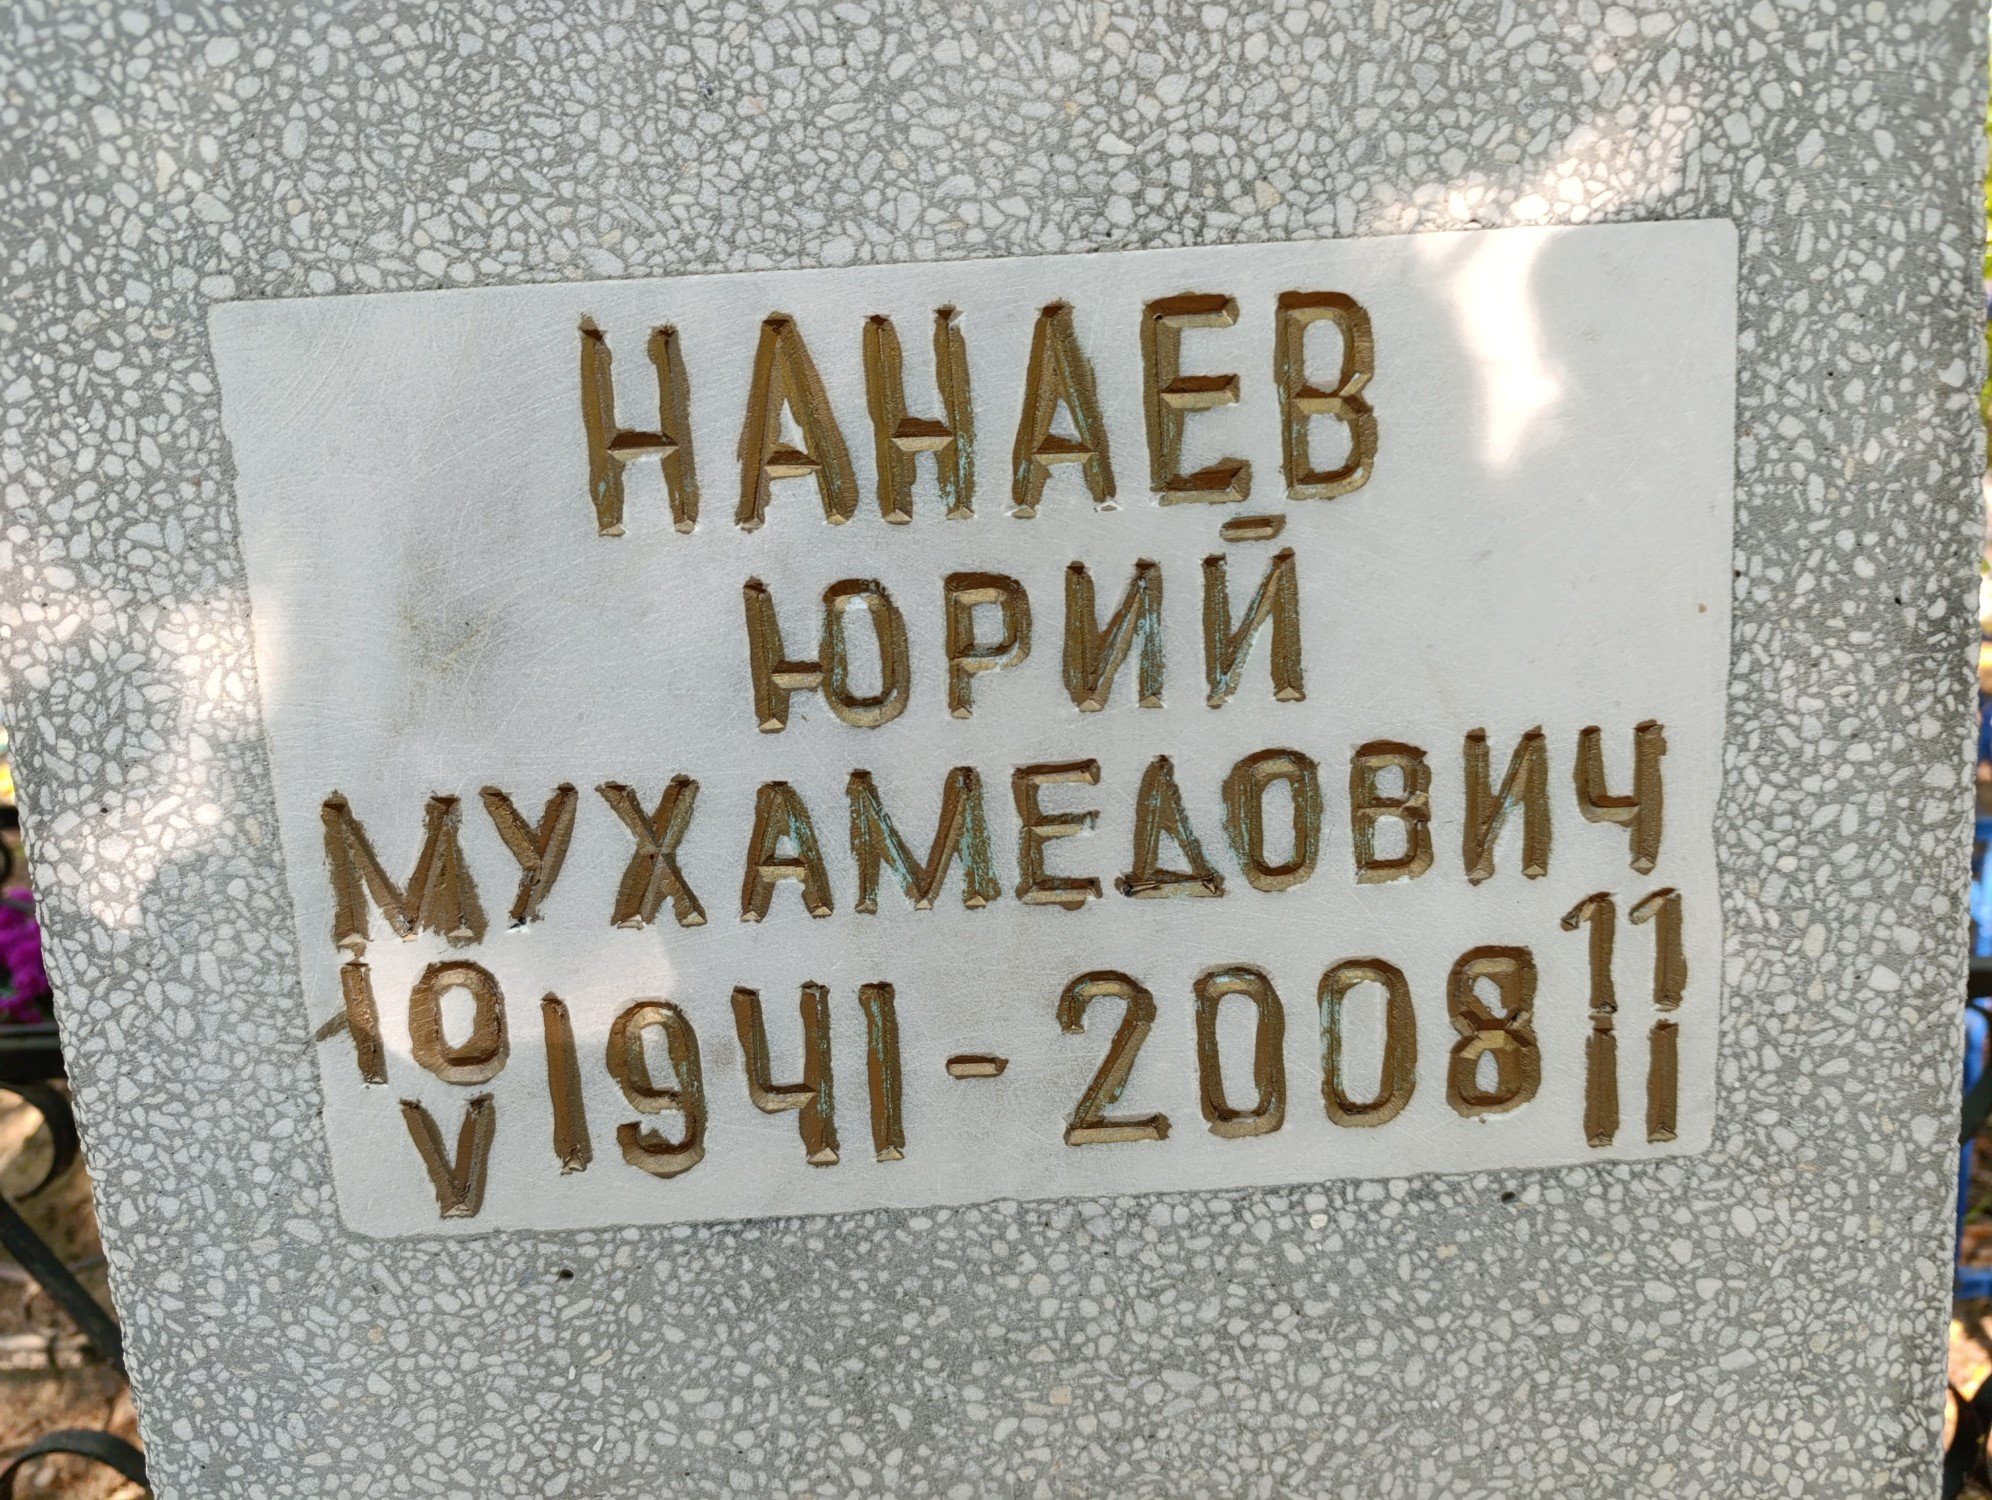 НАНАЕВ
ЮРИЙ
МУХАМЕДОВИЧ
10 V 1941 - 2008 11 II